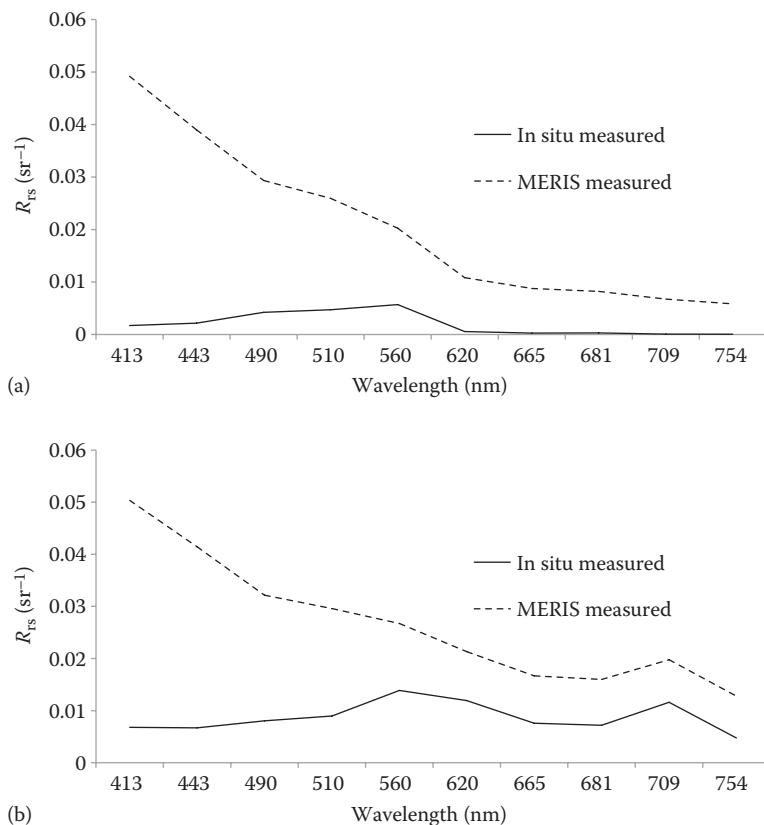 0.06
0.05
0.04
0.03
0.02
0.01
0
R_rs (sr⁻¹)
In situ measured
MERIS measured
413 443 490 510 560 620 665 681 709 754
Wavelength (nm)
(a)
0.06
0.05
0.04
0.03
0.02
0.01
0
R_rs (sr⁻¹)
In situ measured
MERIS measured
413 443 490 510 560 620 665 681 709 754
Wavelength (nm)
(b)